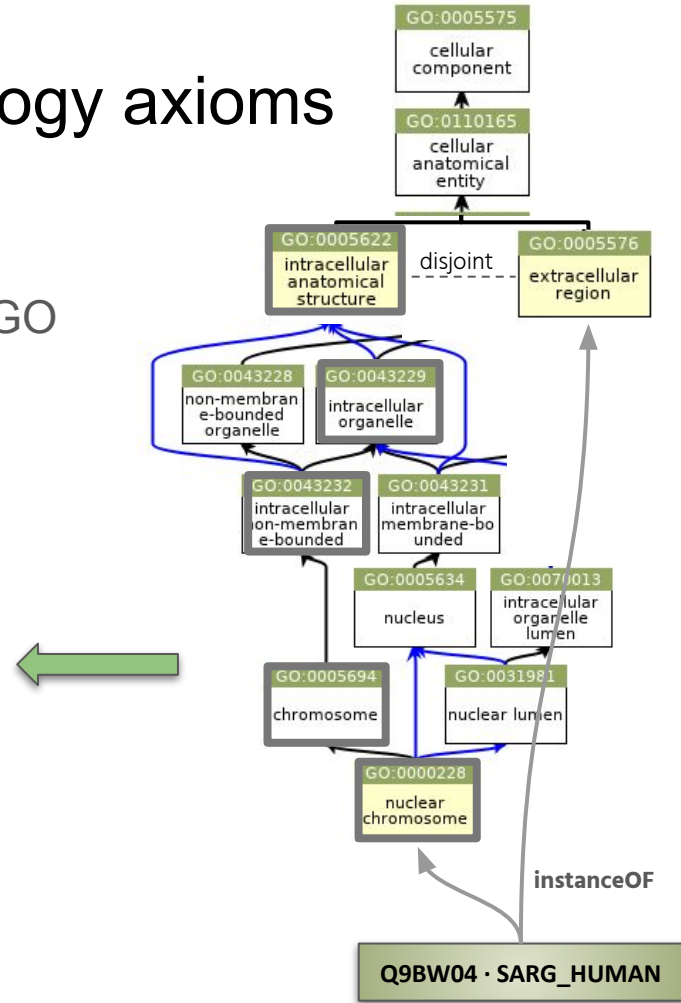 GO:0005575
cellular
component
ogy axioms
GO:0110165
cellular
anatomical
entity
GO:0005622
intracellular
anatomical
structure
disjoint
GO:0005576
extracellular
region
GO
GO:0043228
non-membran
e-bounded
organelle
GO:0043229
intracellular
organelle
GO:0043232
intracellular
on-membran
e-bounded
GO:0043231
intracellular
membrane-bo
unded
GO:0005634
nucleus
GO:0070013
intracellular
organelle
lumen
GO:0005694
chromosome
GO:0031981
nuclear lumen
GO:0000228
nuclear
chromosome
instanceOF
Q9BW04 · SARG_HUMAN